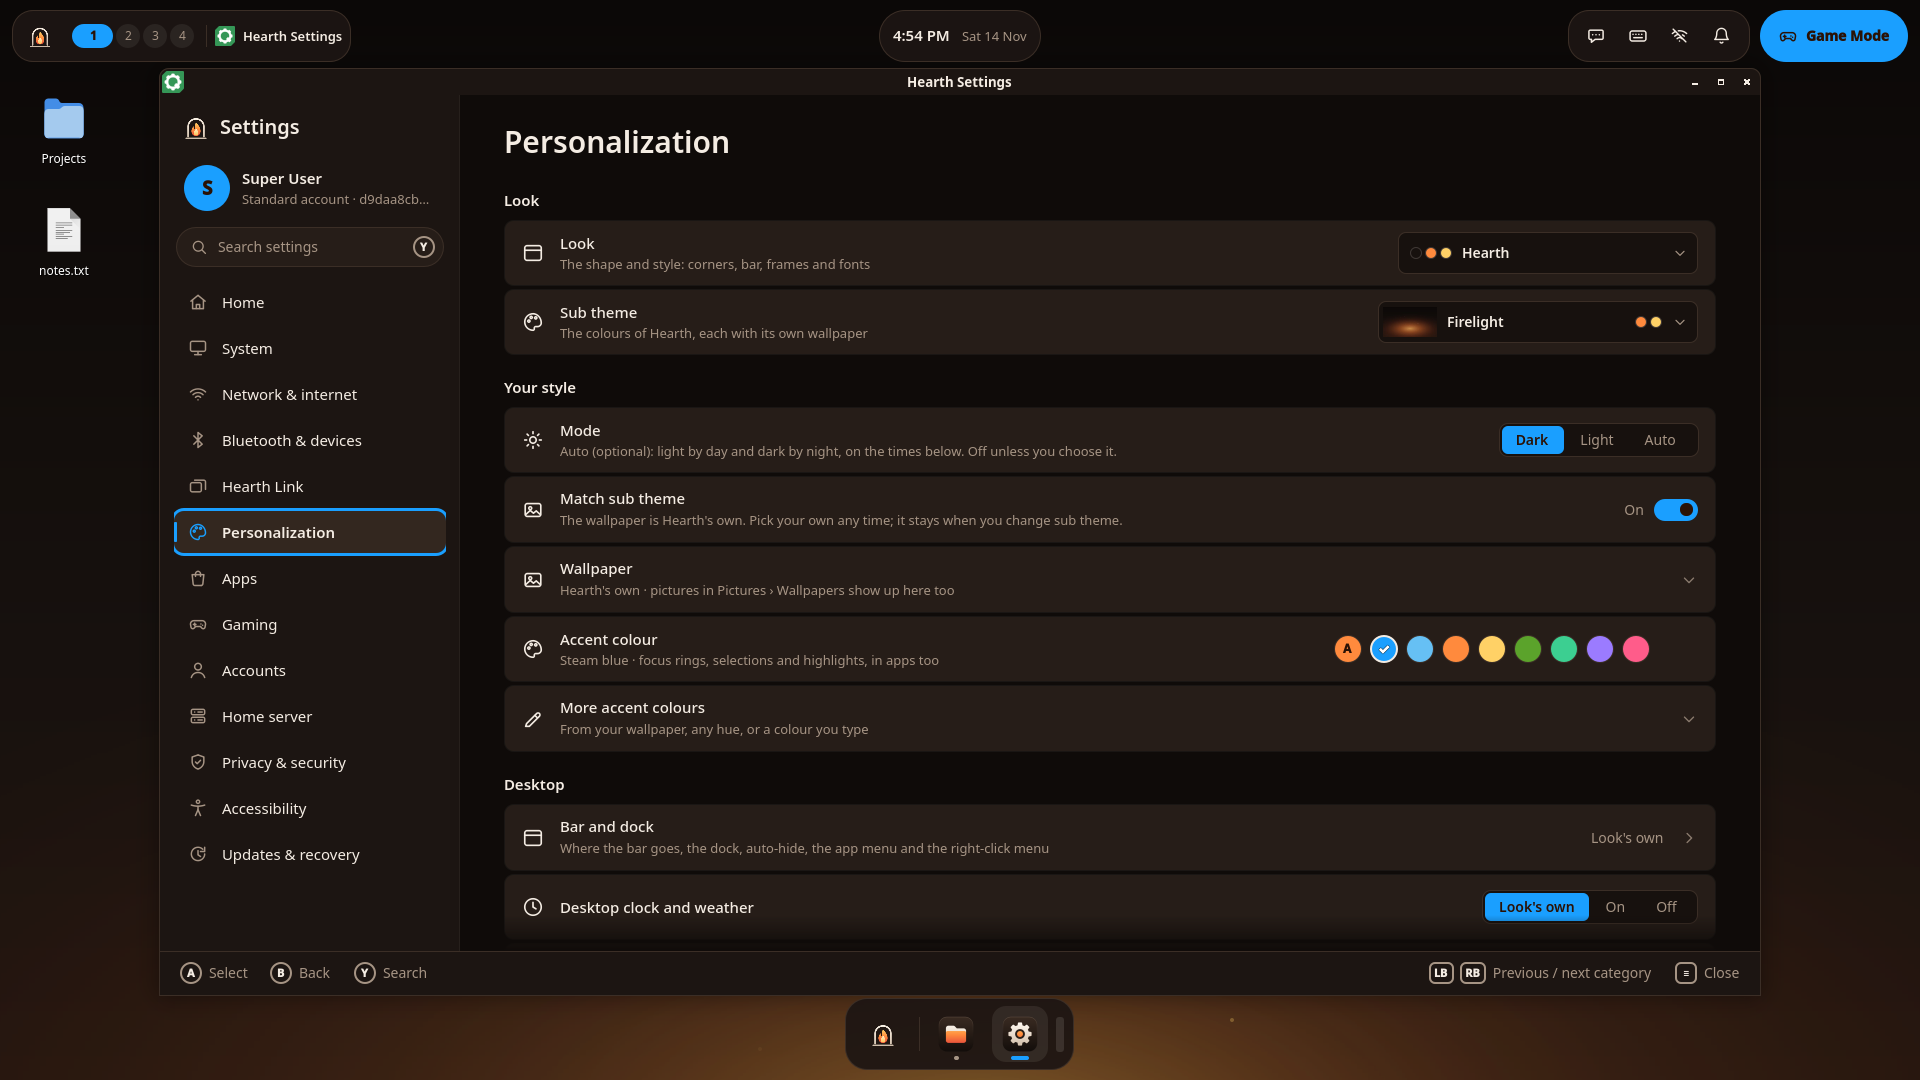 1 2 3 4 Hearth Settings
4:54 PM Sat 14 Nov
Game Mode
Projects
notes.txt
Hearth Settings
Settings
S
Super User
Standard account · d9daa8cb...
Search settings Y
Home
System
Network & internet
Bluetooth & devices
Hearth Link
Personalization
Apps
Gaming
Accounts
Home server
Privacy & security
Accessibility
Updates & recovery
Personalization
Look
Look
The shape and style: corners, bar, frames and fonts
Hearth
Sub theme
The colours of Hearth, each with its own wallpaper
Firelight
Your style
Mode
Auto (optional): light by day and dark by night, on the times below. Off unless you choose it.
Dark Light Auto
Match sub theme
The wallpaper is Hearth's own. Pick your own any time; it stays when you change sub theme.
On
Wallpaper
Hearth's own · pictures in Pictures › Wallpapers show up here too
Accent colour
Steam blue · focus rings, selections and highlights, in apps too
A
More accent colours
From your wallpaper, any hue, or a colour you type
Desktop
Bar and dock
Where the bar goes, the dock, auto-hide, the app menu and the right-click menu
Look's own
Desktop clock and weather
Look's own On Off
A Select B Back Y Search
LB RB Previous / next category ≡ Close